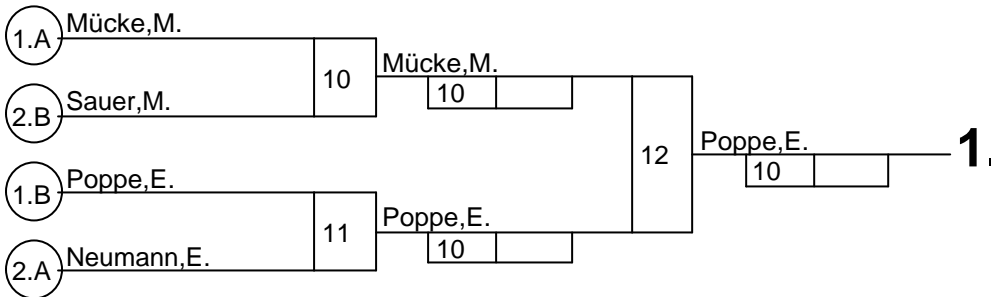 1.A Mücke,M.
10 Mücke,M.
10
2.B Sauer,M.
12 Poppe,E. 1.
10
1.B Poppe,E.
11 Poppe,E.
10
2.A Neumann,E.